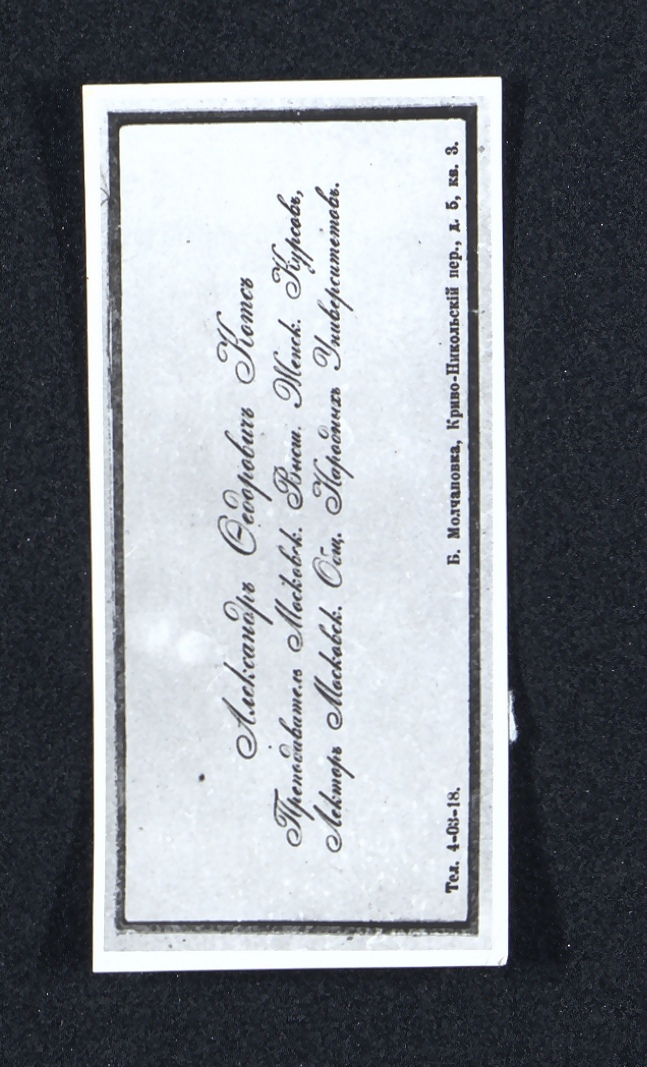 Александръ Ѳедоровичъ Котсъ
Преподаватель Московск. Высш. Женск. Курсовъ,
Лекторъ Московск. Общ. Народныхъ Университетовъ.
Тел. 4-03-18. Б. Молчановка, Криво-Никольскій пер., д. 5, кв. 3.